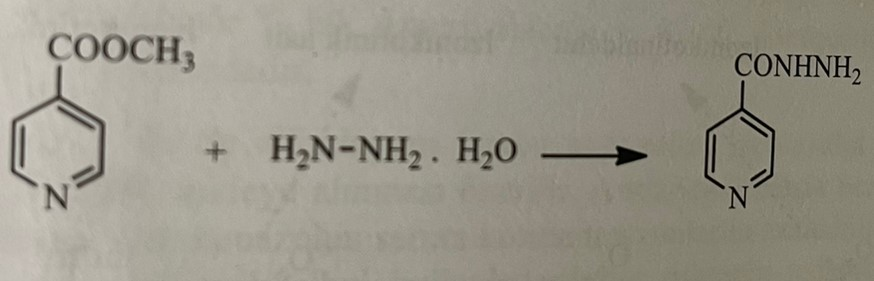 COOCH₃
N
+ H₂N-NH₂ . H₂O
CONHNH₂
N